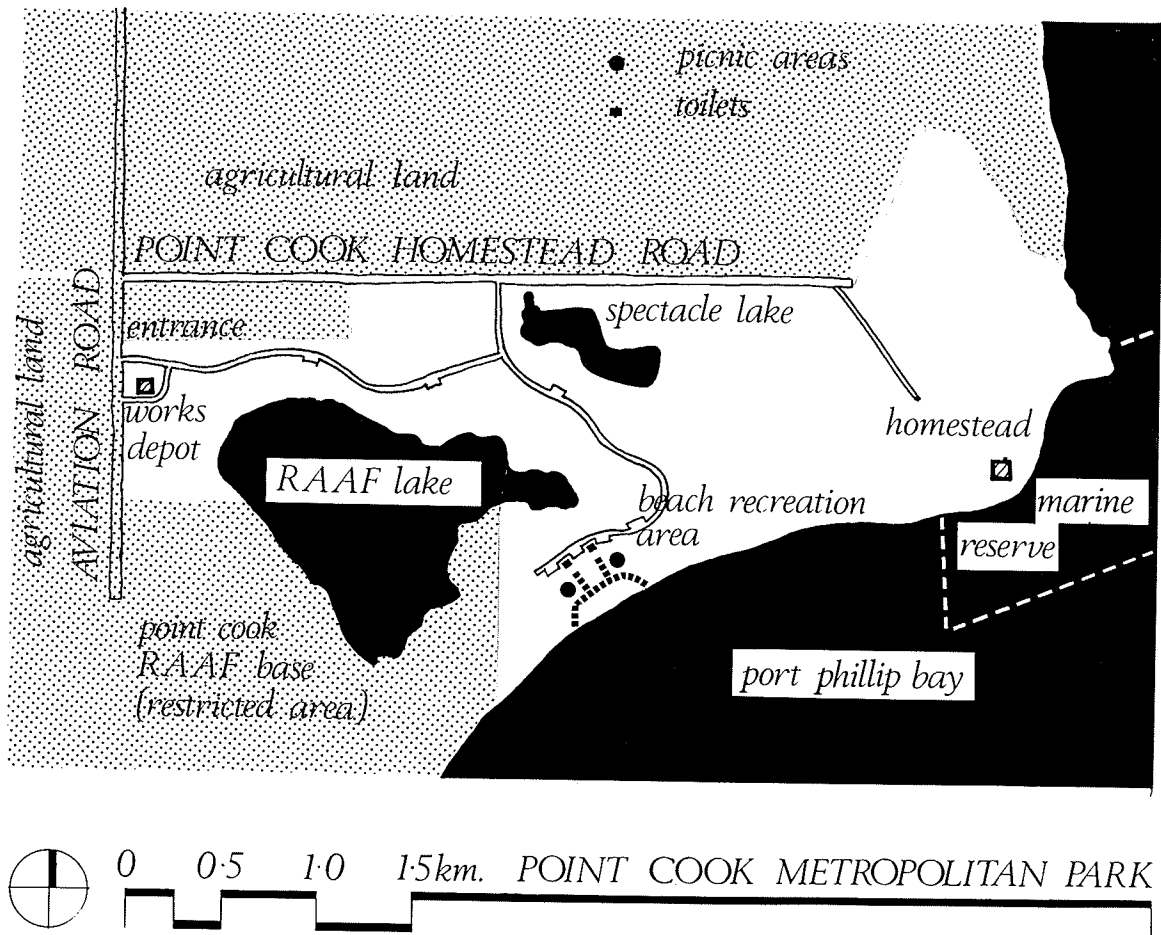 picnic areas
toilets
agricultural land
POINT COOK HOMESTEAD ROAD
spectacle lake
entrance
agricultural land
AVIATION ROAD
works
depot
homestead
RAAF lake
beach recreation
area
marine
reserve
point cook
RAAF base
(restricted area)
port phillip bay
0 0·5 1·0 1·5km. POINT COOK METROPOLITAN PARK